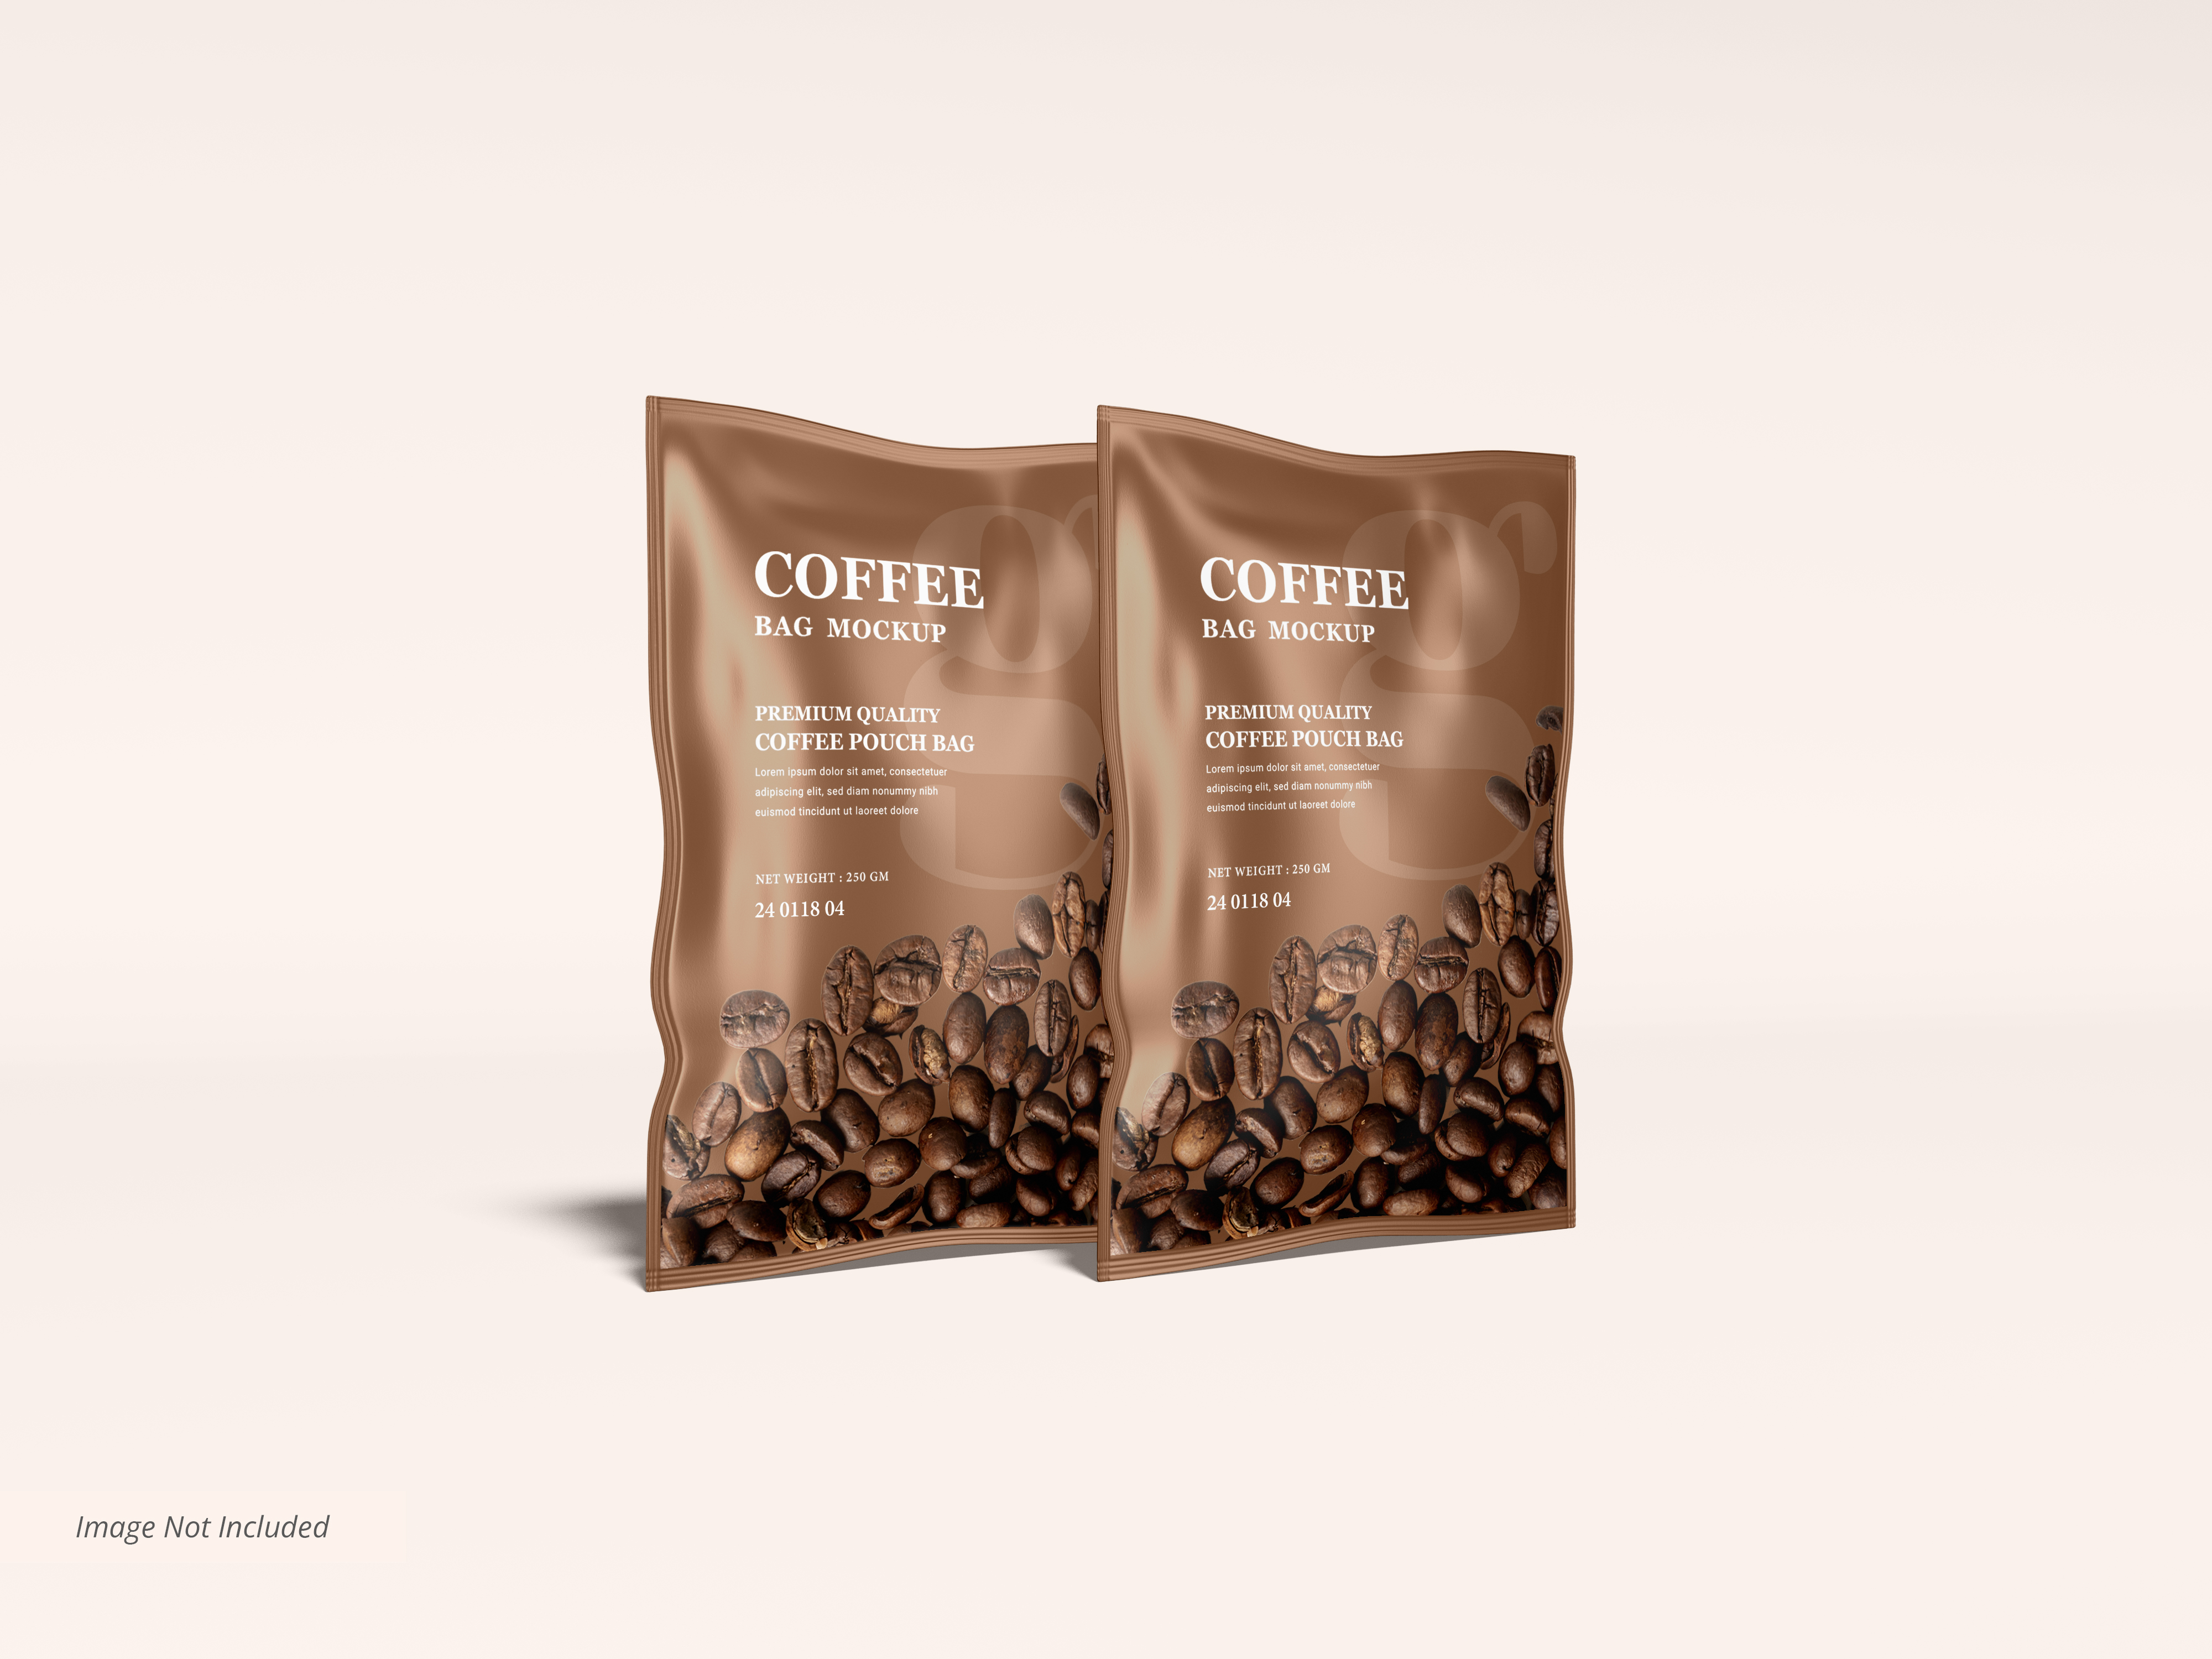 COFFEE
BAG MOCKUP
PREMIUM QUALITY
COFFEE POUCH BAG
Lorem ipsum dolor sit amet, consectetuer
adipiscing elit, sed diam nonummy nibh
euismod tincidunt ut laoreet dolore
NET WEIGHT : 250 GM
24 0118 04
g
COFFEE
BAG MOCKUP
PREMIUM QUALITY
COFFEE POUCH BAG
Lorem ipsum dolor sit amet, consectetuer
adipiscing elit, sed diam nonummy nibh
euismod tincidunt ut laoreet dolore
NET WEIGHT : 250 GM
24 0118 04
g
Image Not Included